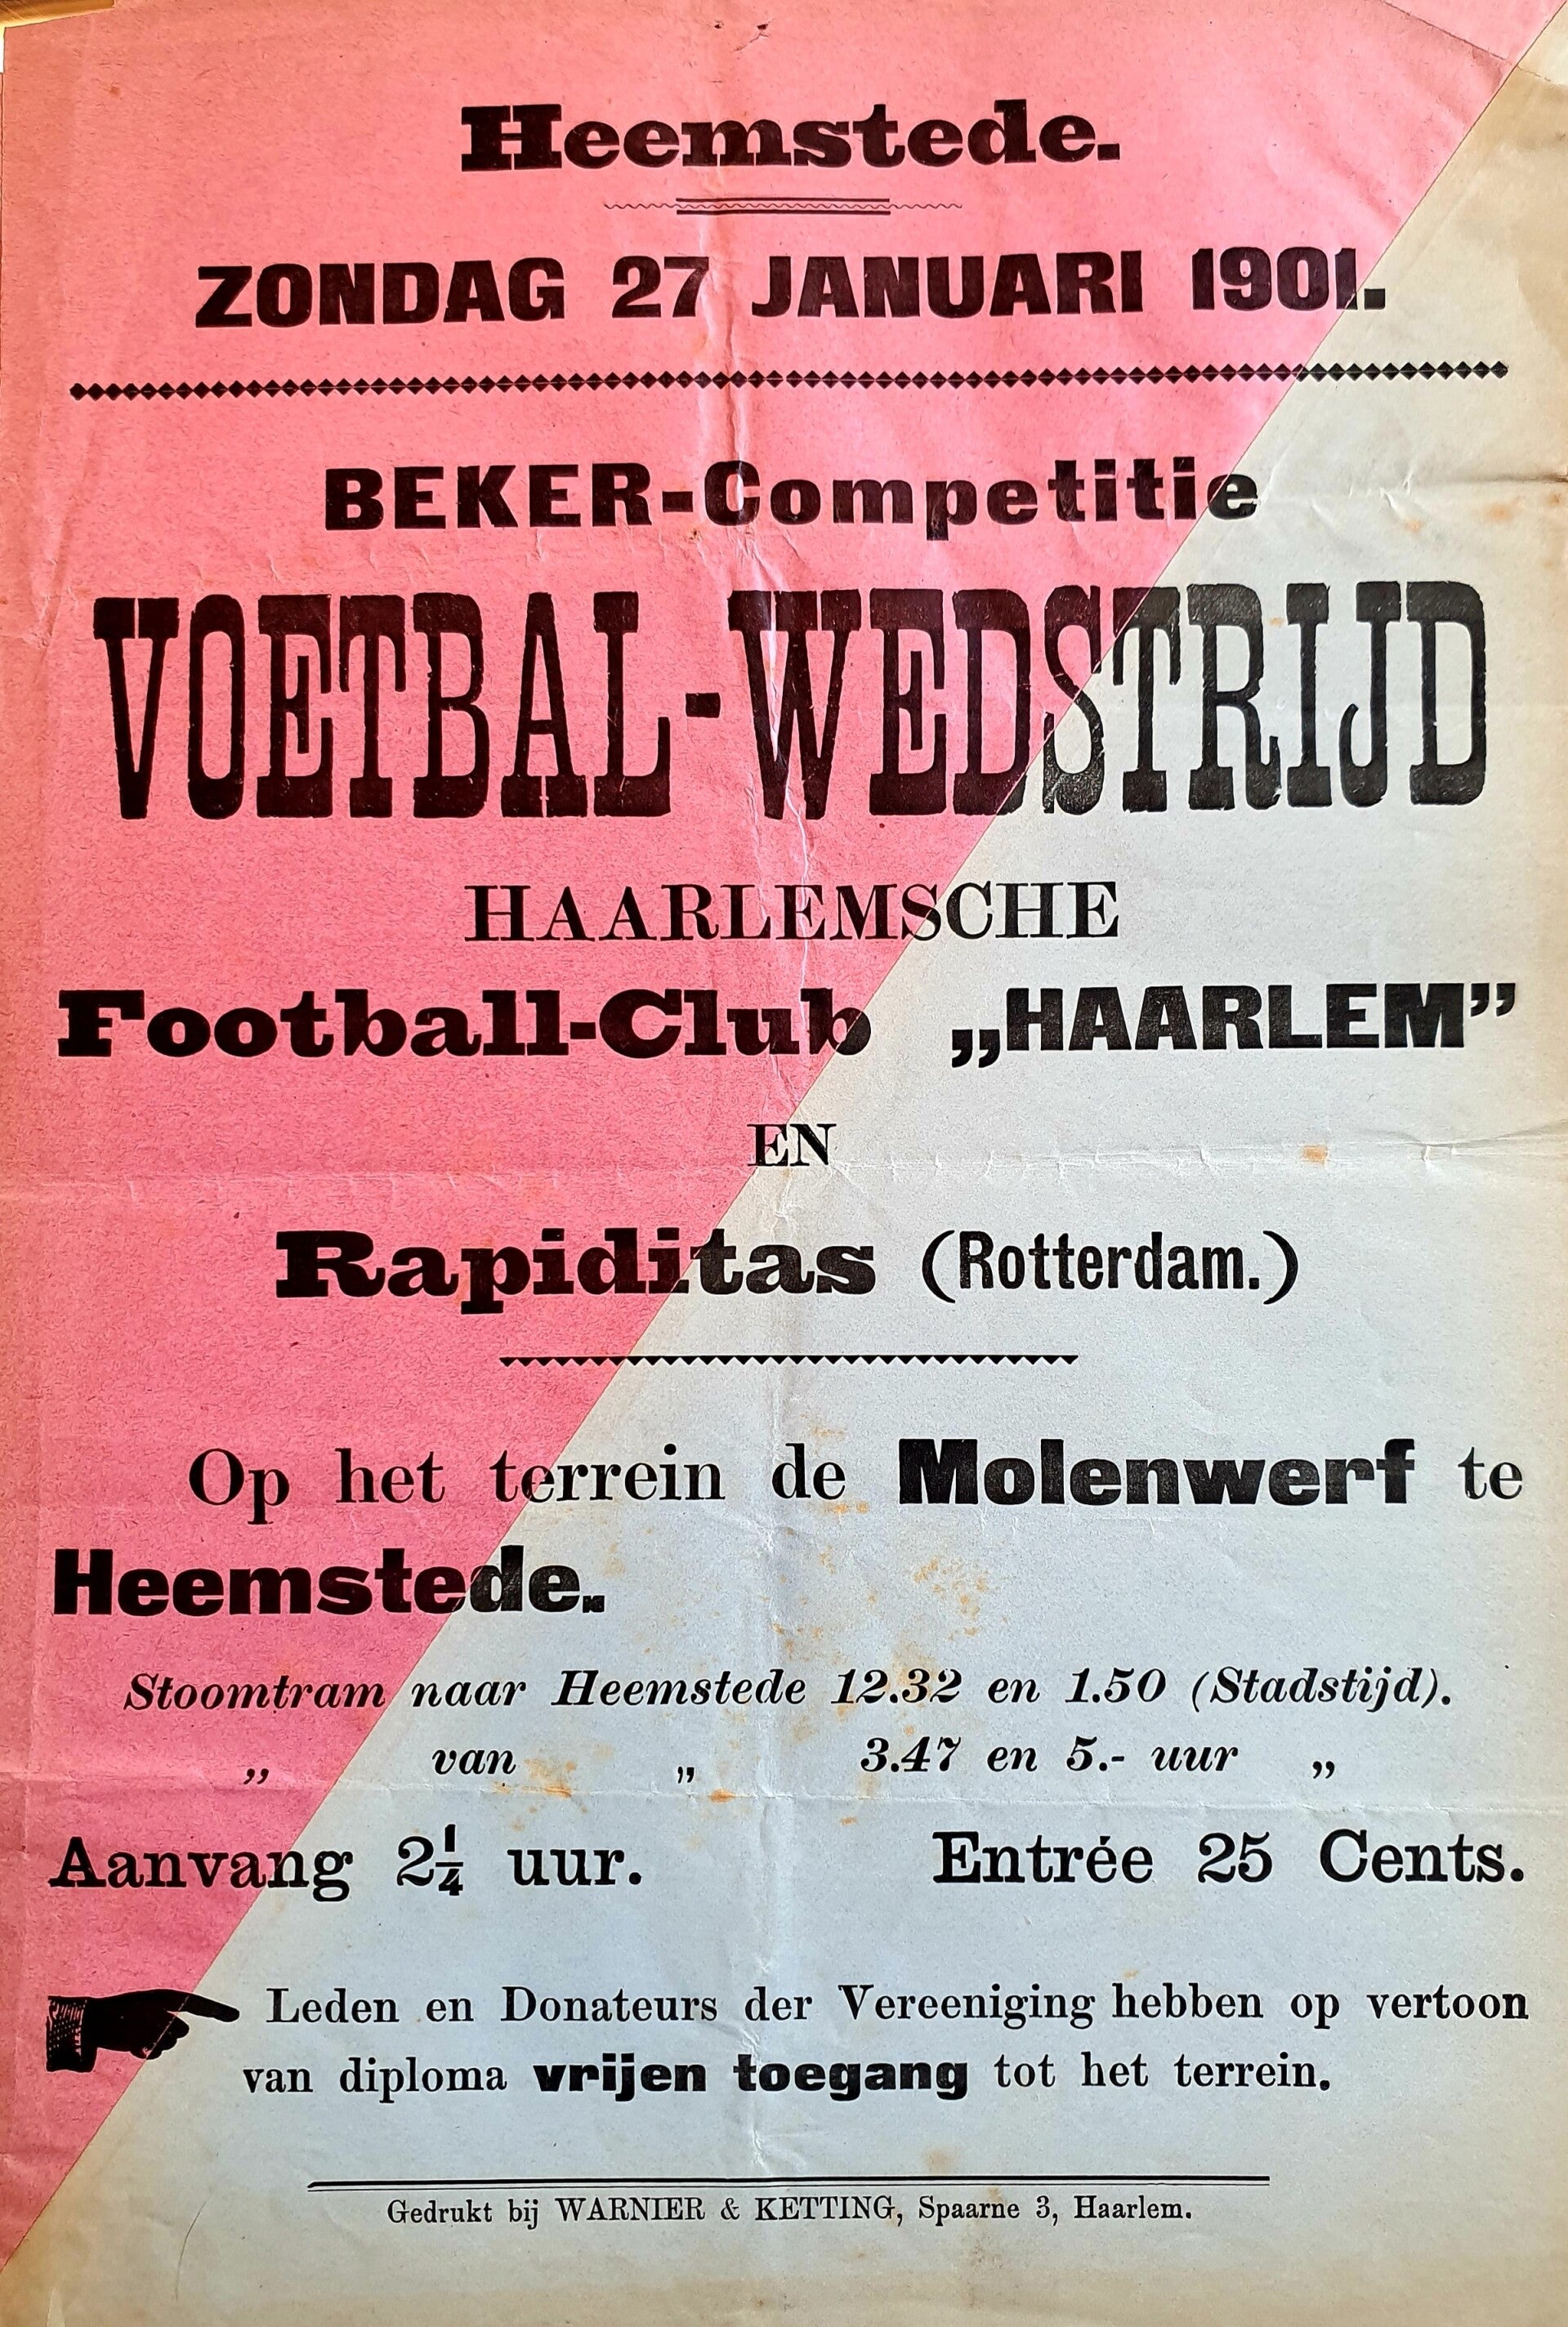 Heemstede.
ZONDAG 27 JANUARI 1901.
BEKER-Competitie
VOETBAL-WEDSTRIJD
HAARLEMSCHE
Football-Club „HAARLEM”
EN
Rapiditas (Rotterdam.)
Op het terrein de Molenwerf te
Heemstede.
Stoomtram naar Heemstede 12.32 en 1.50 (Stadstijd).
„ van „ 3.47 en 5.- uur „
Aanvang 2¼ uur. Entrée 25 Cents.
Leden en Donateurs der Vereeniging hebben op vertoon
van diploma vrijen toegang tot het terrein.
Gedrukt bij WARNIER & KETTING, Spaarne 3, Haarlem.